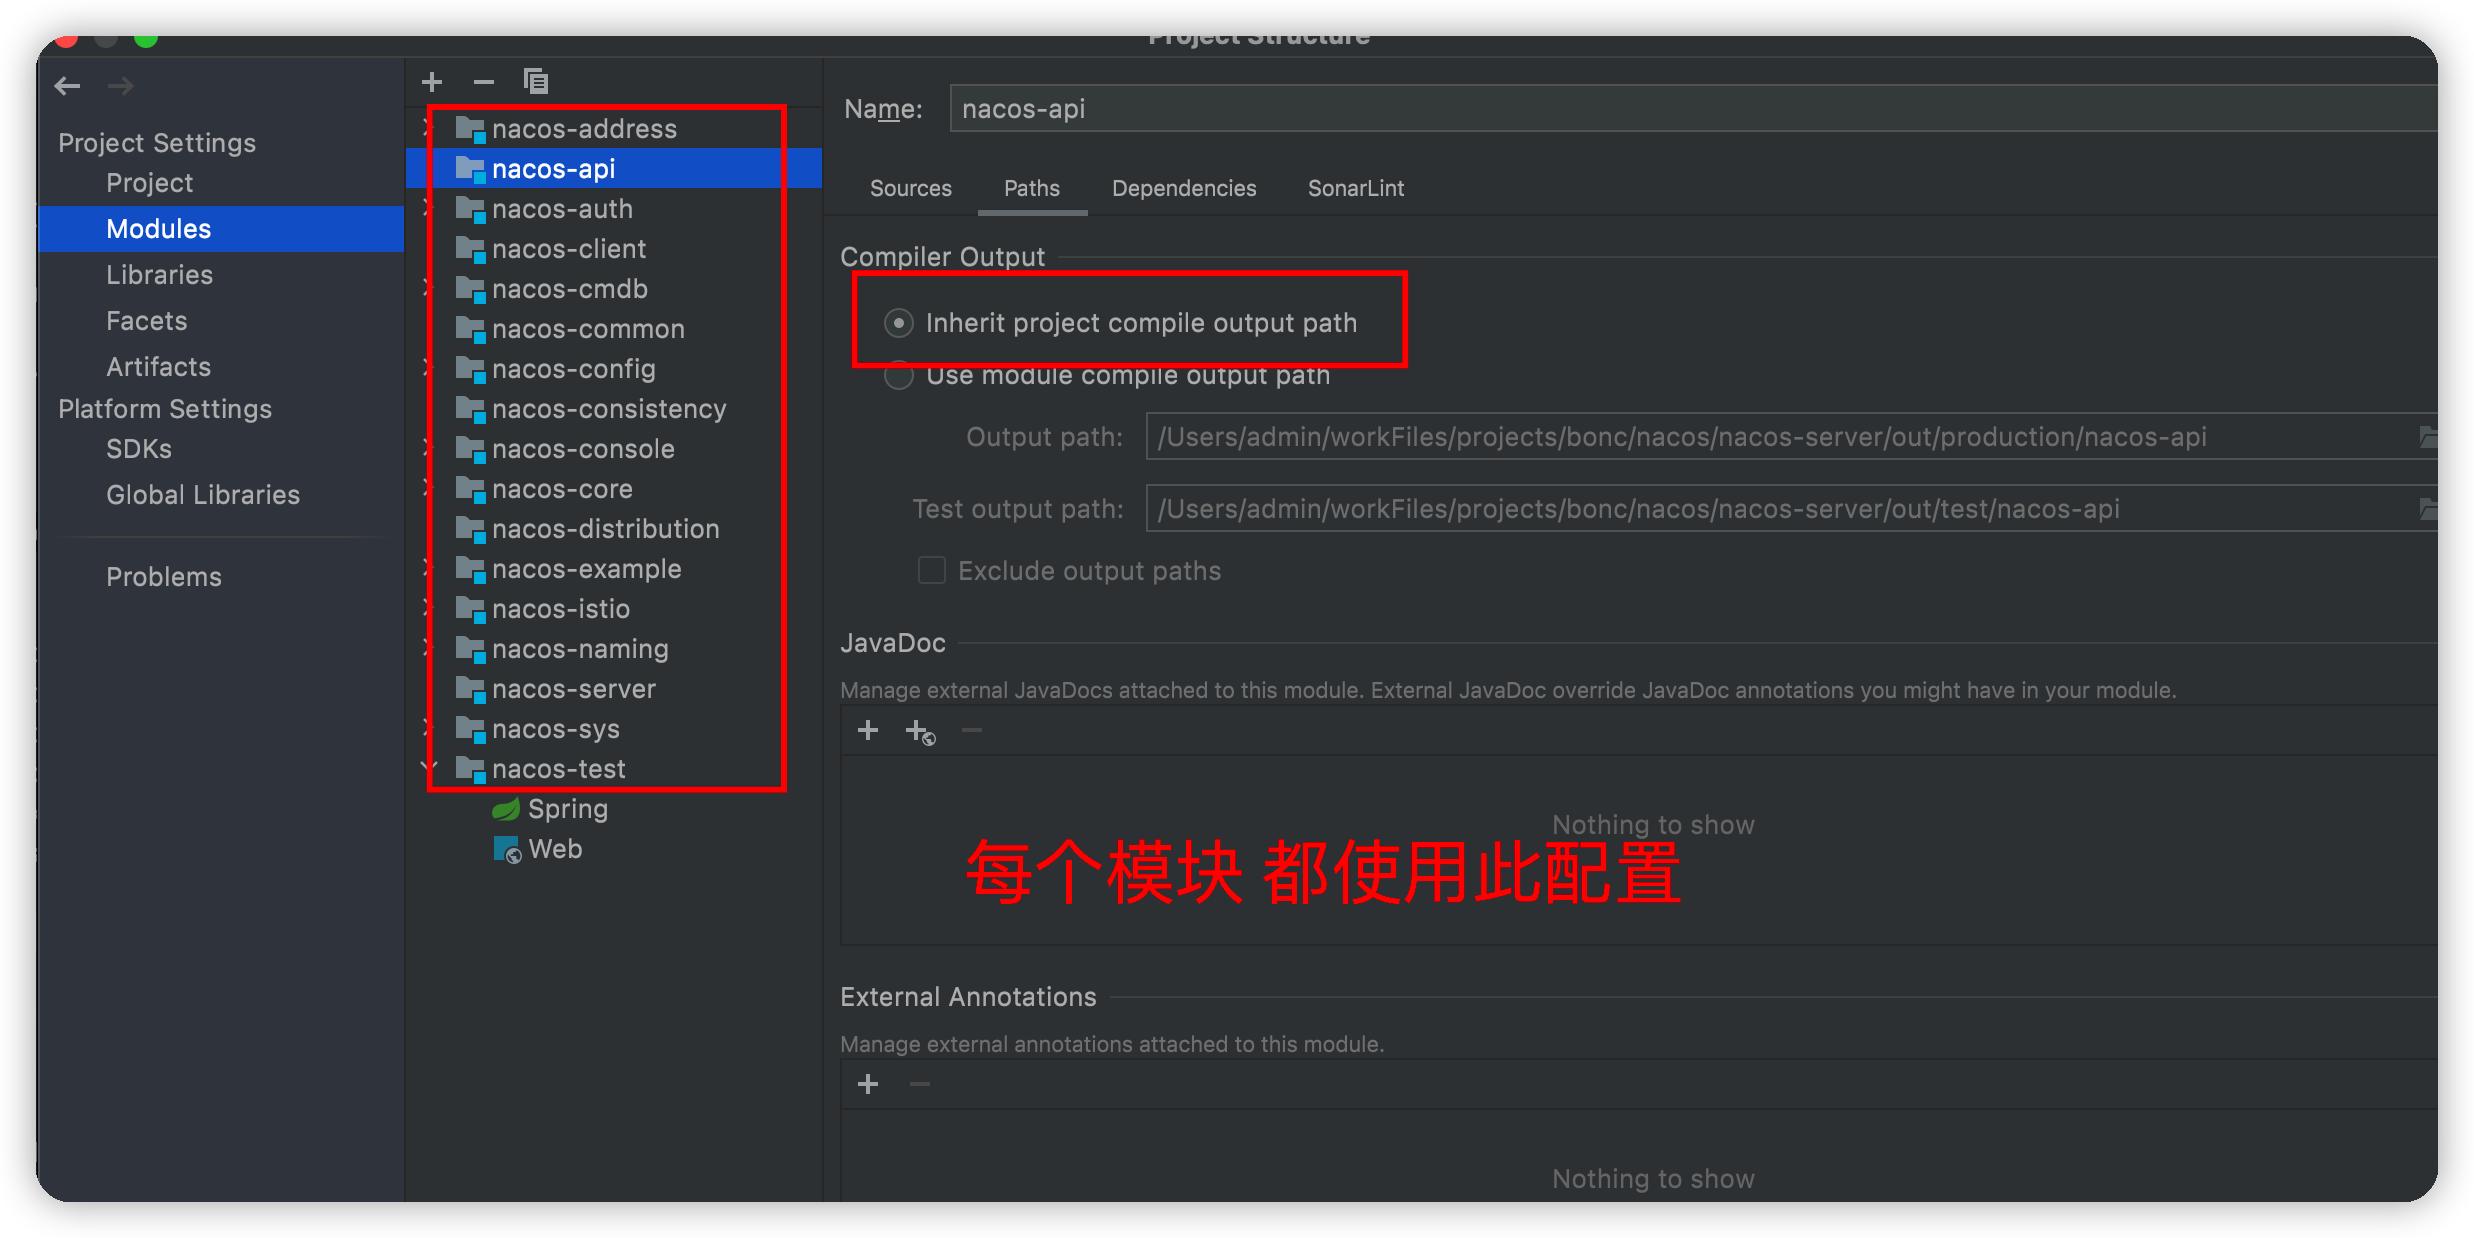 Project Structure
Project Settings
Project
Modules
Libraries
Facets
Artifacts
Platform Settings
SDKs
Global Libraries
Problems
nacos-address
nacos-api
nacos-auth
nacos-client
nacos-cmdb
nacos-common
nacos-config
nacos-consistency
nacos-console
nacos-core
nacos-distribution
nacos-example
nacos-istio
nacos-naming
nacos-server
nacos-sys
nacos-test
Spring
Web
Name: nacos-api
Sources Paths Dependencies SonarLint
Compiler Output
Inherit project compile output path
Use module compile output path
Output path: /Users/admin/workFiles/projects/bonc/nacos/nacos-server/out/production/nacos-api
Test output path: /Users/admin/workFiles/projects/bonc/nacos/nacos-server/out/test/nacos-api
Exclude output paths
JavaDoc
Manage external JavaDocs attached to this module. External JavaDoc override JavaDoc annotations you might have in your module.
Nothing to show
每个模块 都使用此配置
External Annotations
Manage external annotations attached to this module.
Nothing to show